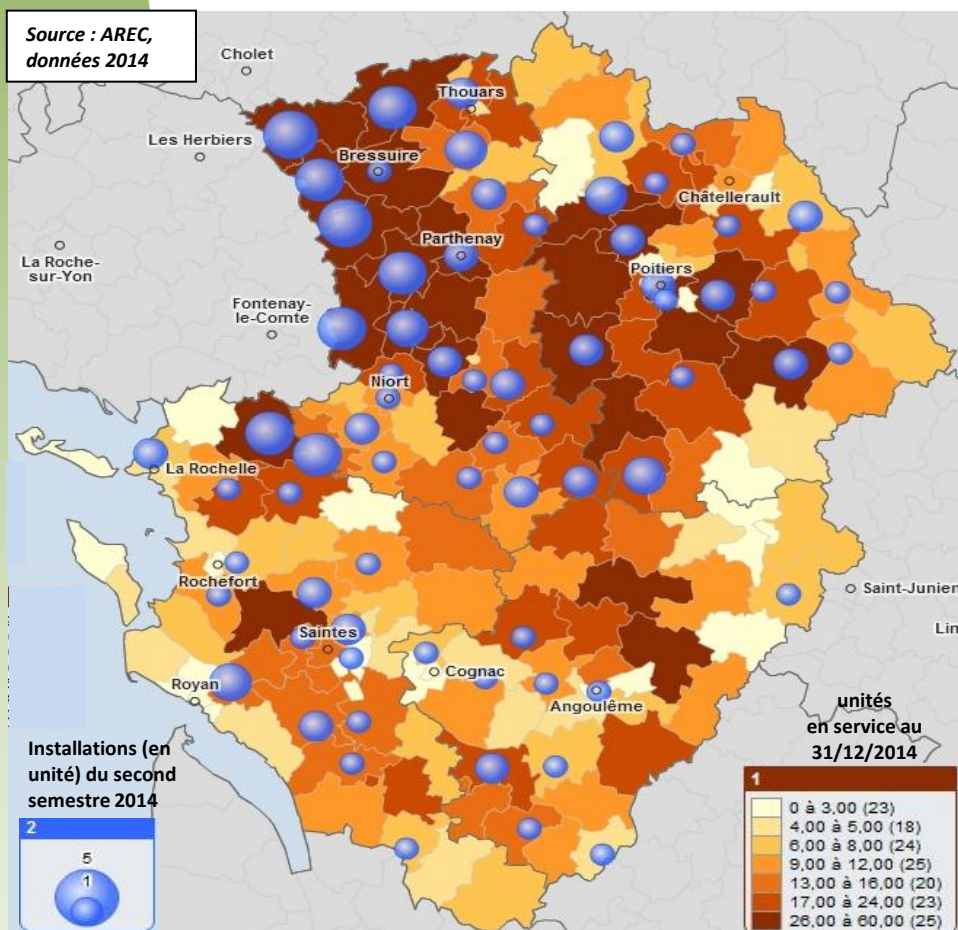 Source : AREC,
données 2014
Cholet
Thouars
Les Herbiers
Bressuire
Châtellerault
La Roche-
sur-Yon
Parthenay
Poitiers
Fontenay-
le-Comte
Niort
La Rochelle
Rochefort
Saint-Junien
Lin
Saintes
Cognac
Royan
Angoulême
unités
en service au
31/12/2014
Installations (en
unité) du second
semestre 2014
2
5
1
1
0 à 3,00 (23)
4,00 à 5,00 (18)
6,00 à 8,00 (24)
9,00 à 12,00 (25)
13,00 à 16,00 (20)
17,00 à 24,00 (23)
26,00 à 60,00 (25)